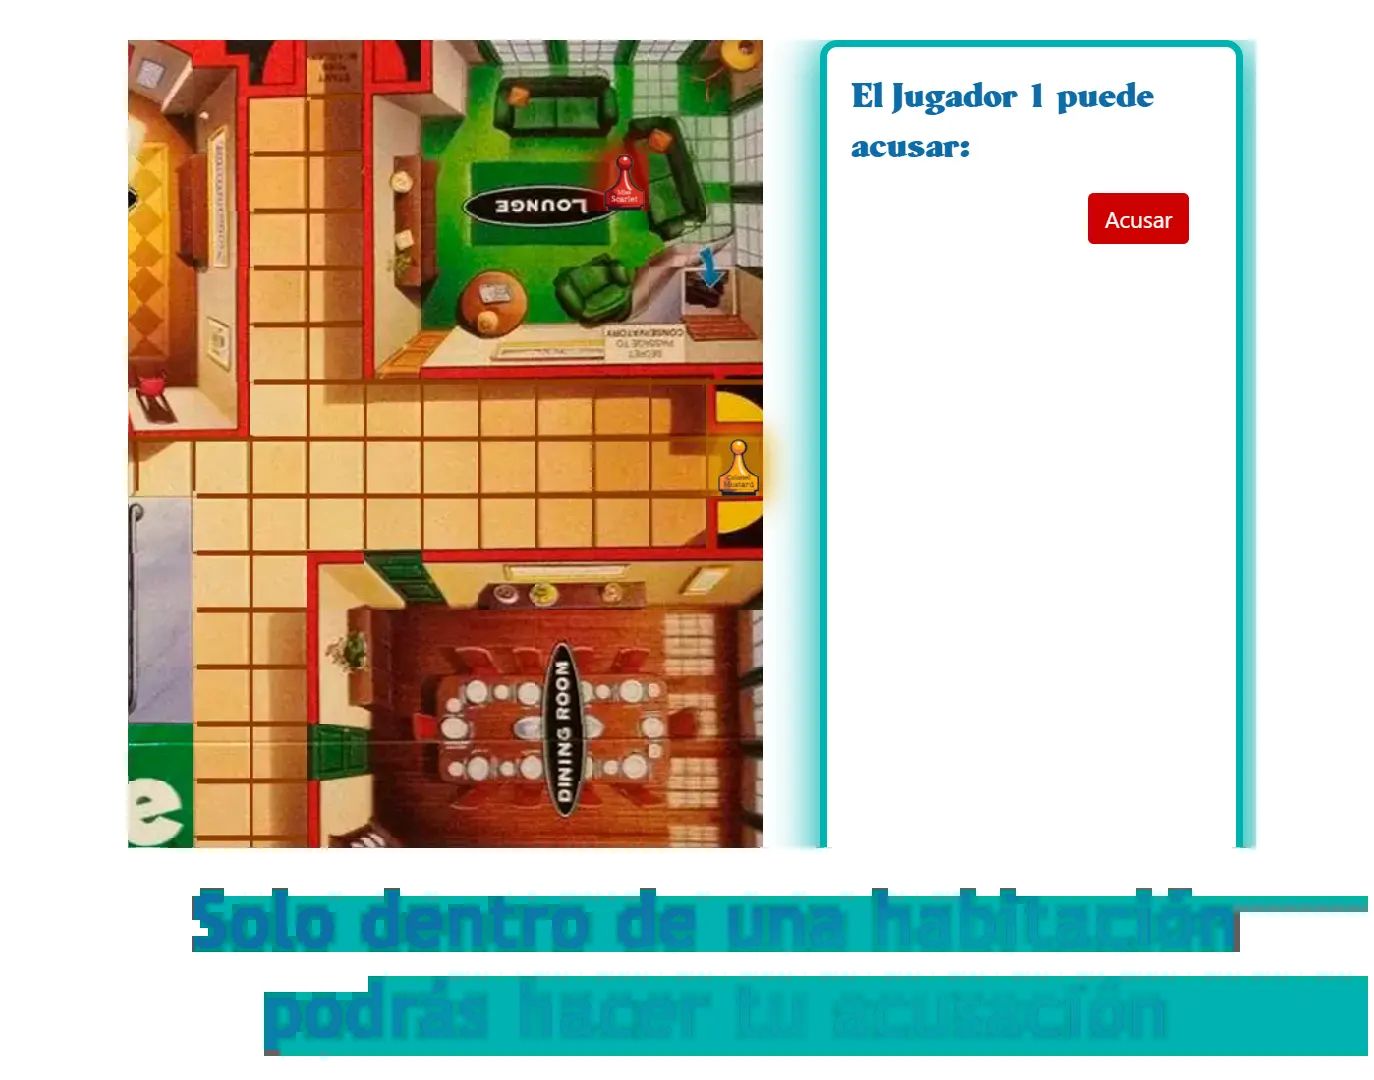 El Jugador 1 puede
acusar:
Acusar
START
LOUNGE
Miss
Scarlet
SECRET
PASSAGE TO
CONSERVATORY
Colonel
Mustard
DINING ROOM
e
Solo dentro de una habitación
podrás hacer tu acusación